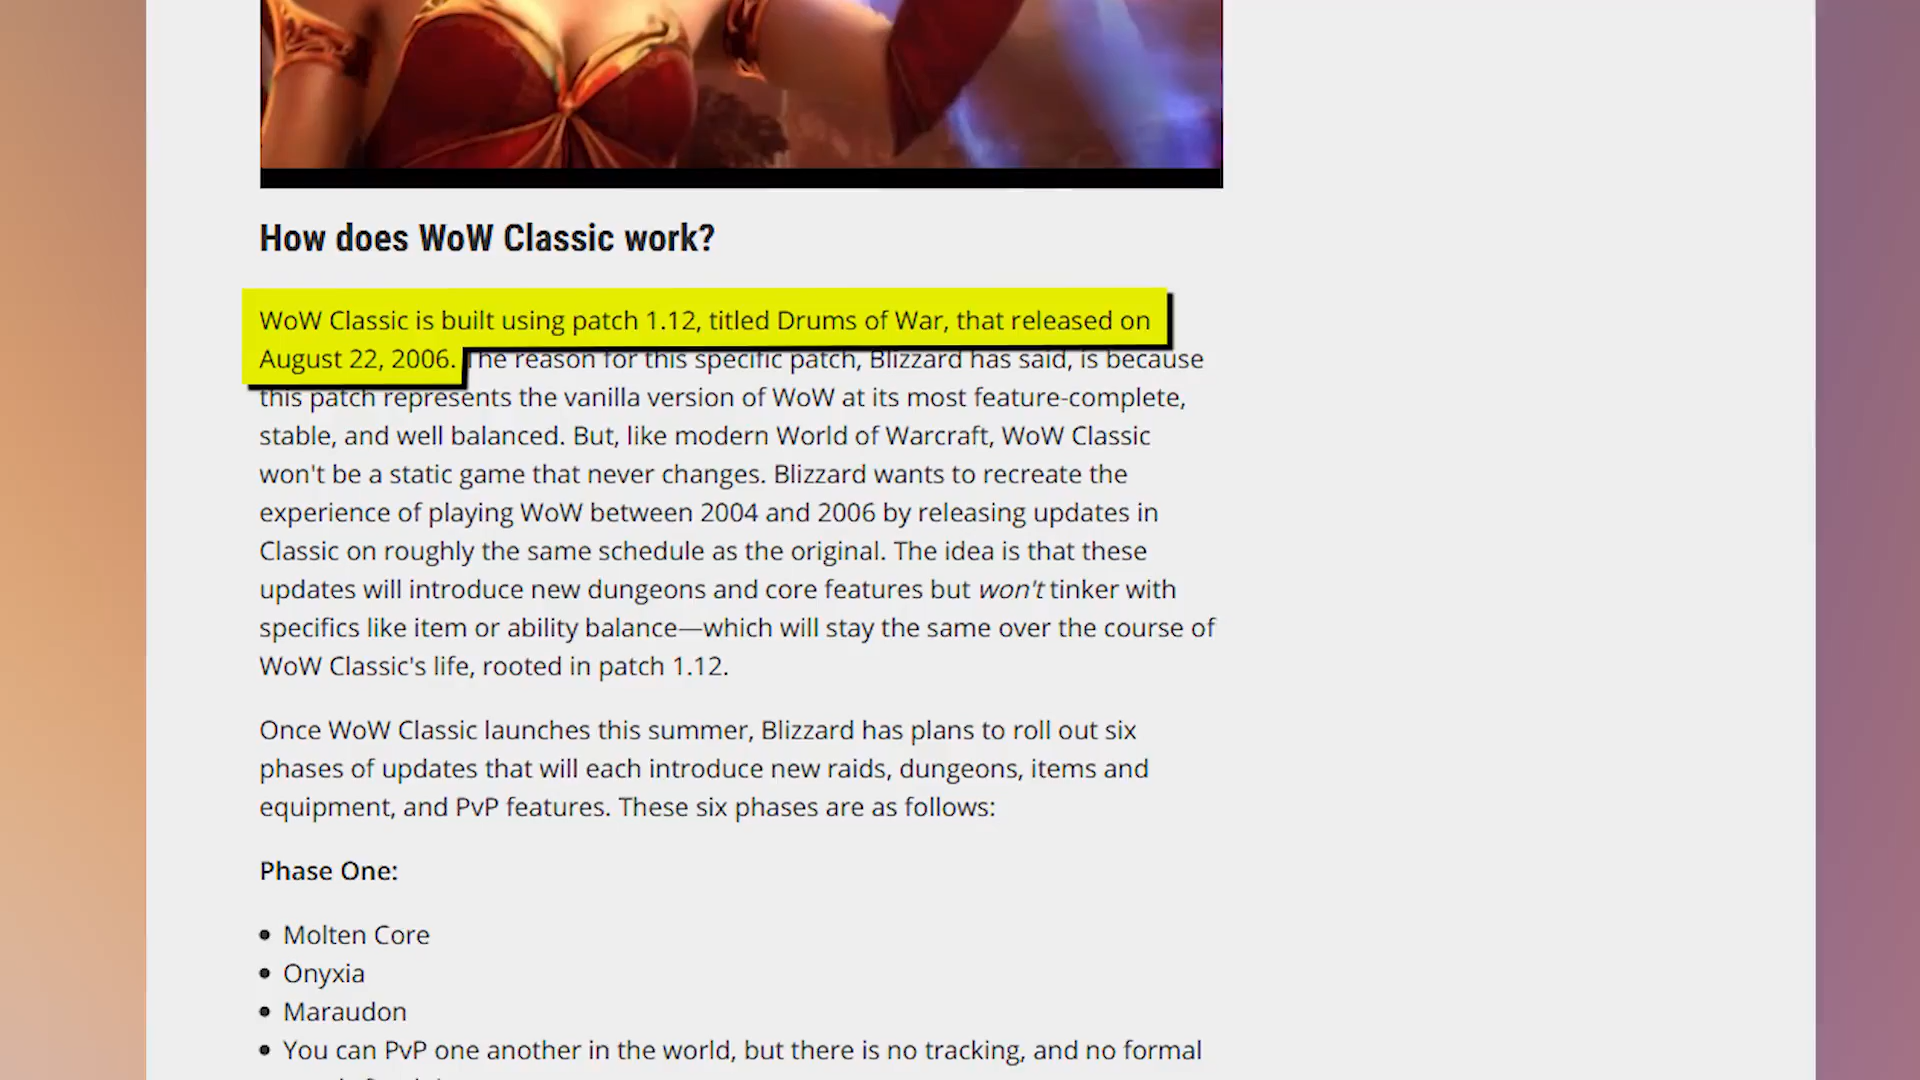 How does WoW Classic work?
WoW Classic is built using patch 1.12, titled Drums of War, that released on
August 22, 2006. The reason for this specific patch, Blizzard has said, is because
this patch represents the vanilla version of WoW at its most feature-complete,
stable, and well balanced. But, like modern World of Warcraft, WoW Classic
won't be a static game that never changes. Blizzard wants to recreate the
experience of playing WoW between 2004 and 2006 by releasing updates in
Classic on roughly the same schedule as the original. The idea is that these
updates will introduce new dungeons and core features but won't tinker with
specifics like item or ability balance—which will stay the same over the course of
WoW Classic's life, rooted in patch 1.12.
Once WoW Classic launches this summer, Blizzard has plans to roll out six
phases of updates that will each introduce new raids, dungeons, items and
equipment, and PvP features. These six phases are as follows:
Phase One:
• Molten Core
• Onyxia
• Maraudon
• You can PvP one another in the world, but there is no tracking, and no formal